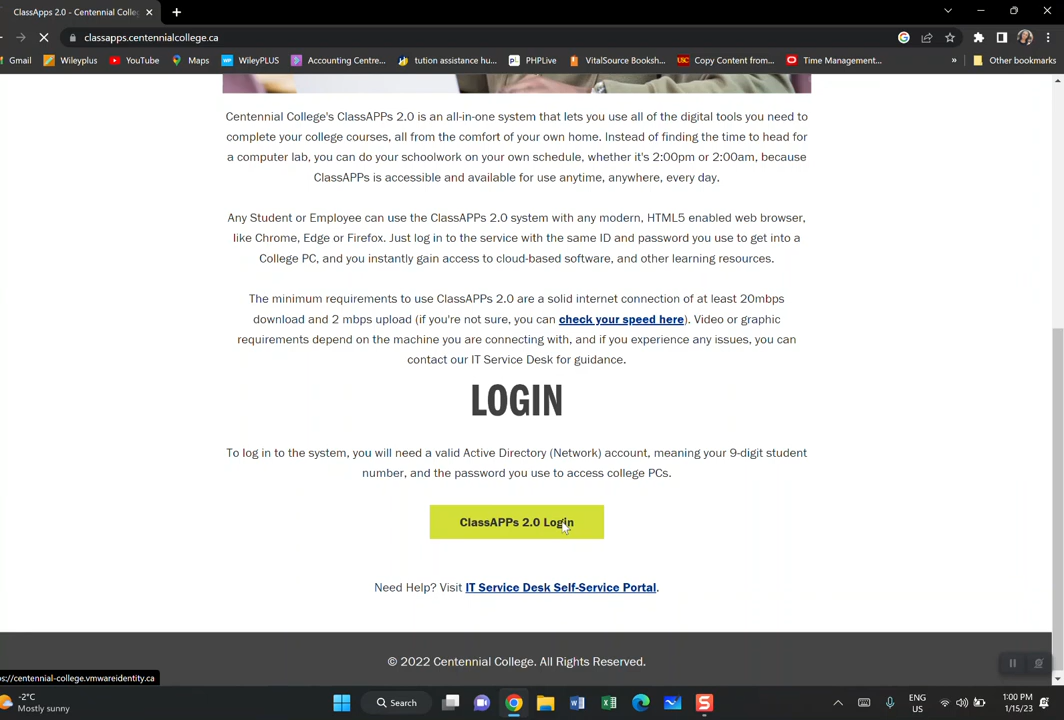 ClassApps 2.0 - Centennial Colle
classapps.centennialcollege.ca
Gmail Wileyplus YouTube Maps WileyPLUS Accounting Centre... tution assistance hu... PHPLive VitalSource Booksh... Copy Content from... Time Management... » Other bookmarks
Centennial College's ClassAPPs 2.0 is an all-in-one system that lets you use all of the digital tools you need to
complete your college courses, all from the comfort of your own home. Instead of finding the time to head for
a computer lab, you can do your schoolwork on your own schedule, whether it's 2:00pm or 2:00am, because
ClassAPPs is accessible and available for use anytime, anywhere, every day.
Any Student or Employee can use the ClassAPPs 2.0 system with any modern, HTML5 enabled web browser,
like Chrome, Edge or Firefox. Just log in to the service with the same ID and password you use to get into a
College PC, and you instantly gain access to cloud-based software, and other learning resources.
The minimum requirements to use ClassAPPs 2.0 are a solid internet connection of at least 20mbps
download and 2 mbps upload (if you're not sure, you can check your speed here). Video or graphic
requirements depend on the machine you are connecting with, and if you experience any issues, you can
contact our IT Service Desk for guidance.
LOGIN
To log in to the system, you will need a valid Active Directory (Network) account, meaning your 9-digit student
number, and the password you use to access college PCs.
ClassAPPs 2.0 Login
Need Help? Visit IT Service Desk Self-Service Portal.
© 2022 Centennial College. All Rights Reserved.
ps://centennial-college.vmwareidentity.ca
-2°C
Mostly sunny
Search
ENG
US
1:00 PM
1/15/23